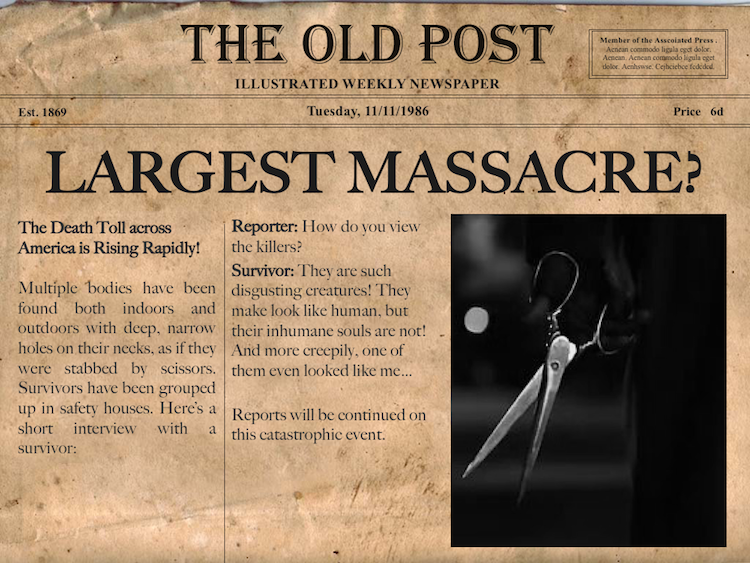 THE OLD POST
Member of the Asscoiated Press .
Aenean commodo ligula eget dolor.
Aenean. Aenean commodo ligula eget
dolor. Aenhswse. Cejhciebce fcdcdcd.
ILLUSTRATED WEEKLY NEWSPAPER
Est. 1869
Tuesday, 11/11/1986
Price 6d
LARGEST MASSACRE?
The Death Toll across
America is Rising Rapidly!
Multiple bodies have been
found both indoors and
outdoors with deep, narrow
holes on their necks, as if they
were stabbed by scissors.
Survivors have been grouped
up in safety houses. Here's a
short interview with a
survivor:
Reporter: How do you view
the killers?
Survivor: They are such
disgusting creatures! They
make look like human, but
their inhumane souls are not!
And more creepily, one of
them even looked like me...
Reports will be continued on
this catastrophic event.